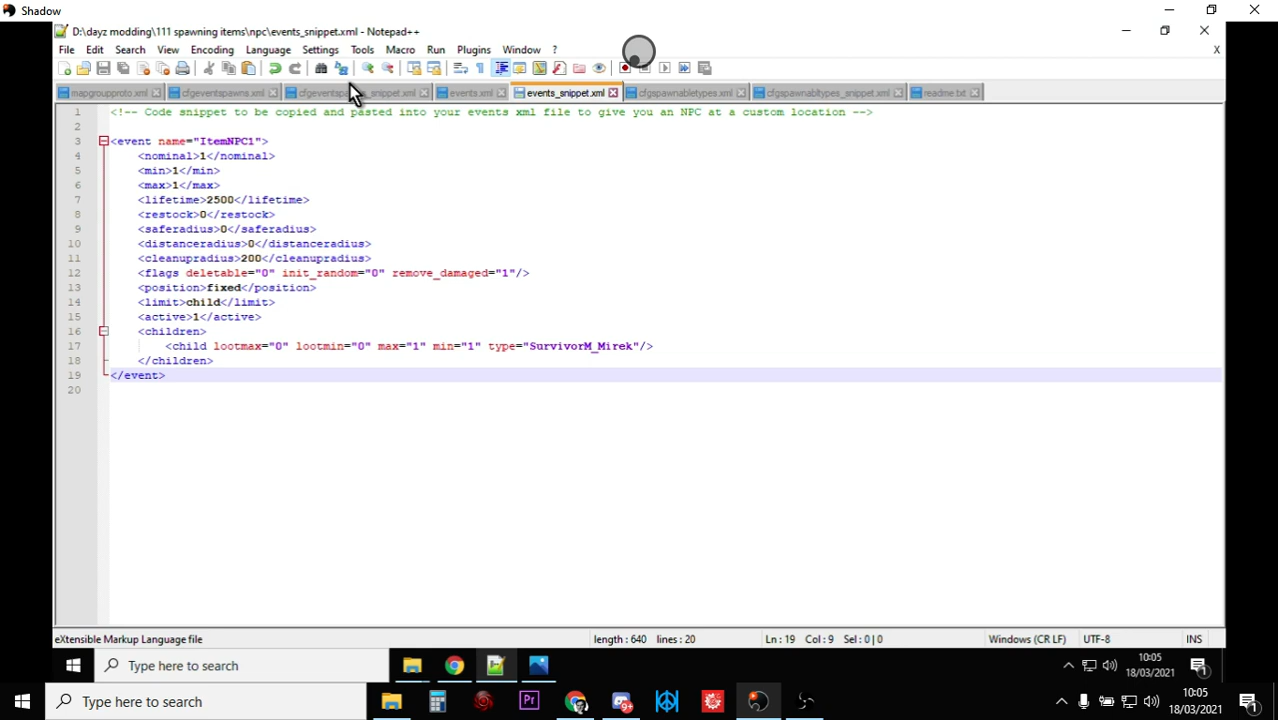 Shadow
D:\dayz modding\111 spawning items\npc\events_snippet.xml - Notepad++
File Edit Search View Encoding Language Settings Tools Macro Run Plugins Window ? X
mapgroupproto.xml cfgeventspawns.xml cfgeventspawns_snippet.xml events.xml events_snippet.xml cfgspawnabletypes.xml cfgspawnabltypes_snippet.xml readme.txt
1 <!-- Code snippet to be copied and pasted into your events xml file to give you an NPC at a custom location -->
2
3 <event name="ItemNPC1">
4 <nominal>1</nominal>
5 <min>1</min>
6 <max>1</max>
7 <lifetime>2500</lifetime>
8 <restock>0</restock>
9 <saferadius>0</saferadius>
10 <distanceradius>0</distanceradius>
11 <cleanupradius>200</cleanupradius>
12 <flags deletable="0" init_random="0" remove_damaged="1"/>
13 <position>fixed</position>
14 <limit>child</limit>
15 <active>1</active>
16 <children>
17 <child lootmax="0" lootmin="0" max="1" min="1" type="SurvivorM_Mirek"/>
18 </children>
19 </event>
20
eXtensible Markup Language file length : 640 lines : 20 Ln : 19 Col : 9 Sel : 0 | 0 Windows (CR LF) UTF-8 INS
Type here to search 10:05
18/03/2021 1
Type here to search Pr 9+ 10:05
18/03/2021 1